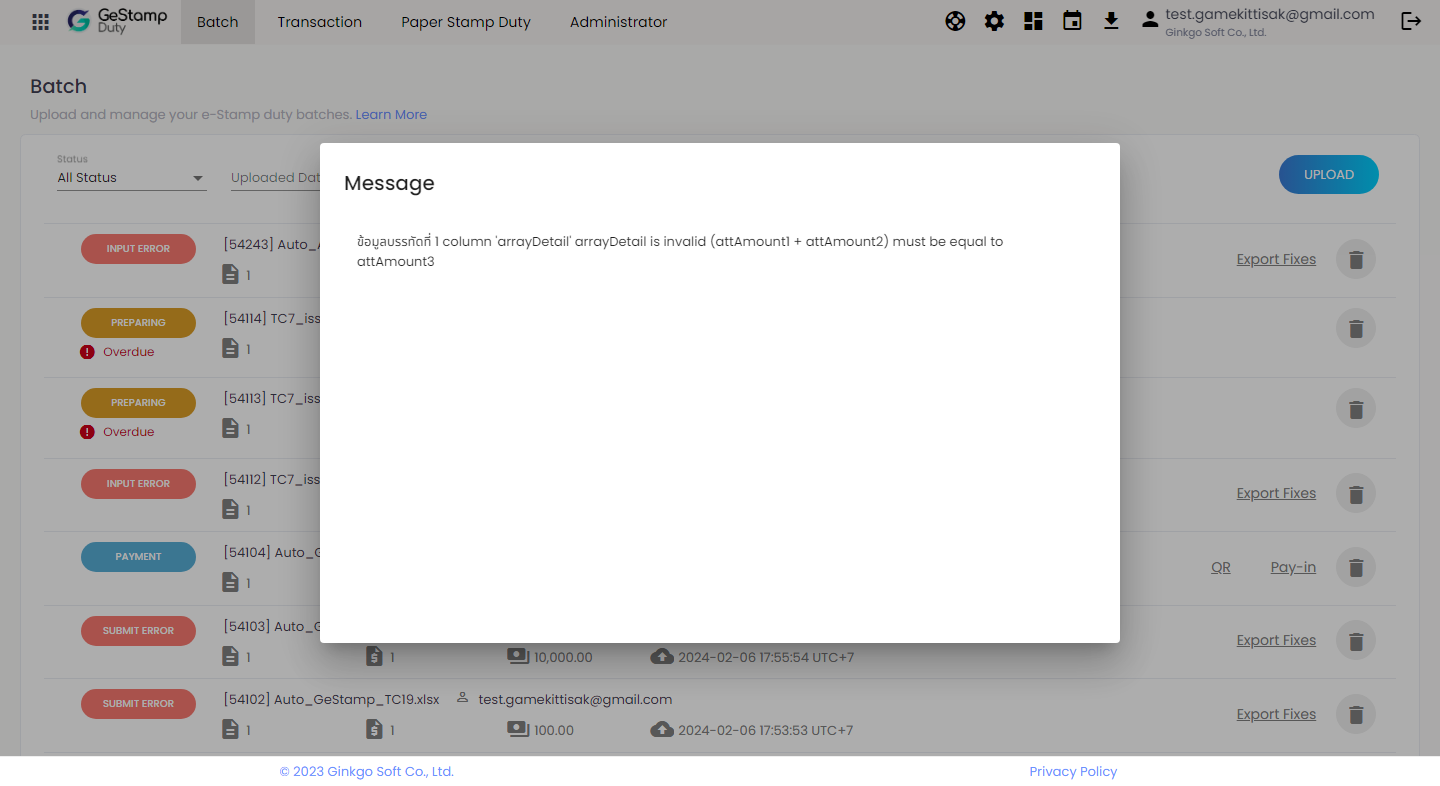 GeStamp
Duty
Batch
Transaction
Paper Stamp Duty
Administrator
test.gamekittisak@gmail.com
Ginkgo Soft Co., Ltd.
Batch
Upload and manage your e-Stamp duty batches. Learn More
Status
All Status
Uploaded Dat
UPLOAD
Message
ข้อมูลบรรทัดที่ 1 column 'arrayDetail' arrayDetail is invalid (attAmount1 + attAmount2) must be equal to
attAmount3
INPUT ERROR
[54243] Auto_
1
Export Fixes
PREPARING
Overdue
[54114] TC7_iss
1
PREPARING
Overdue
[54113] TC7_iss
1
INPUT ERROR
[54112] TC7_iss
1
Export Fixes
PAYMENT
[54104] Auto_G
1
QR
Pay-in
SUBMIT ERROR
[54103] Auto_G
1
1
10,000.00
2024-02-06 17:55:54 UTC+7
Export Fixes
SUBMIT ERROR
[54102] Auto_GeStamp_TC19.xlsx
test.gamekittisak@gmail.com
1
1
100.00
2024-02-06 17:53:53 UTC+7
Export Fixes
© 2023 Ginkgo Soft Co., Ltd.
Privacy Policy